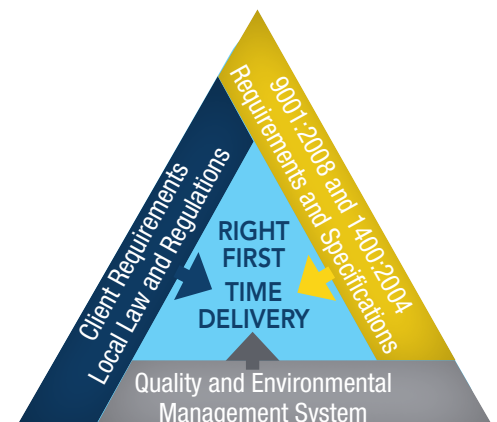 Client Requirements
Local Law and Regulations
9001:2008 and 1400:2004
Requirements and Specifications
RIGHT
FIRST
TIME
DELIVERY
Quality and Environmental
Management System